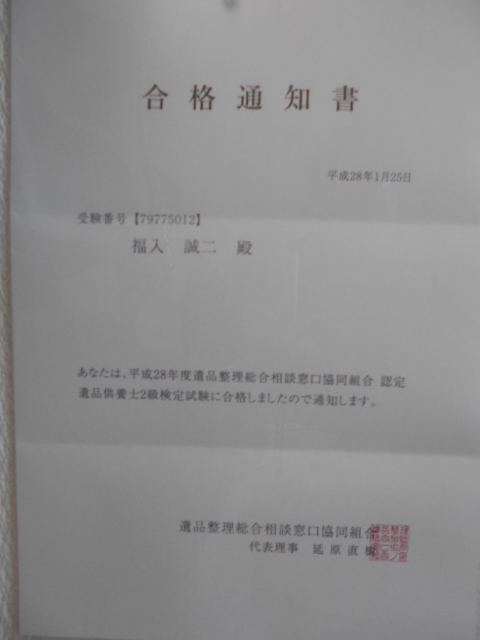 合格通知書
平成28年1月25日
受験番号【79775012】
福入 誠二 殿
あなたは、平成28年度遺品整理総合相談窓口協同組合 認定
遺品供養士2級検定試験に合格しましたので通知します。
遺品整理総合相談窓口協同組合
代表理事 延原直樹